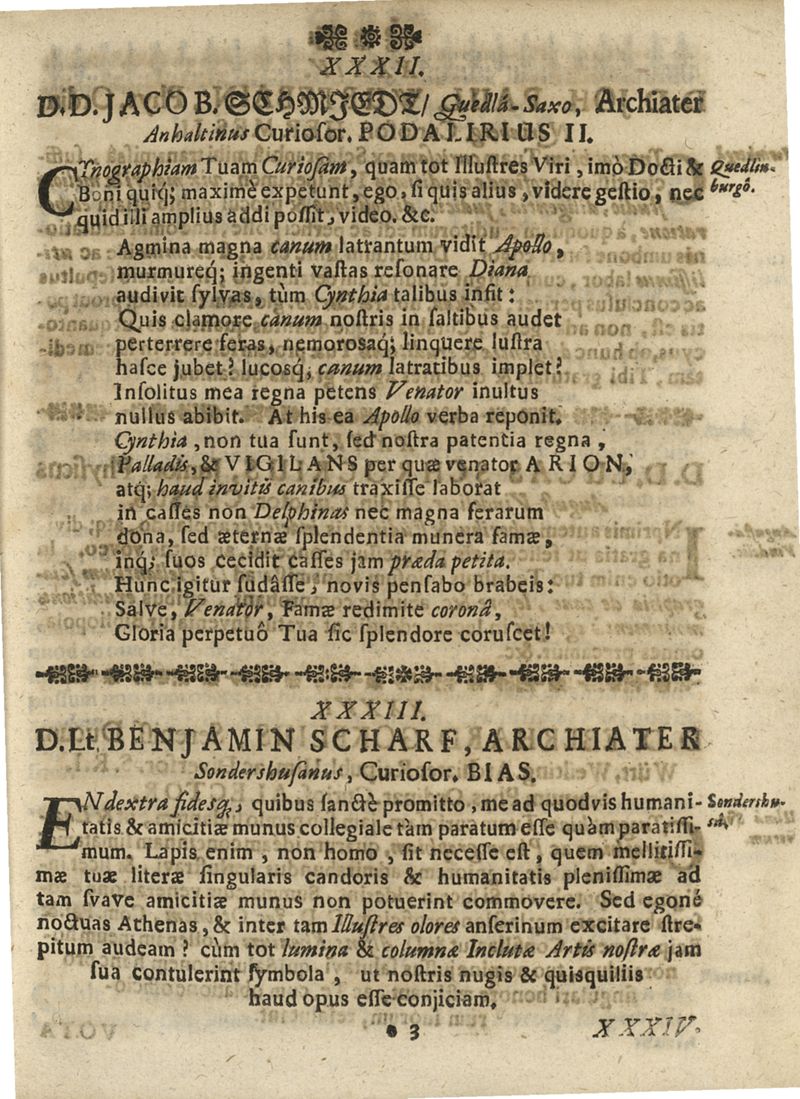 XXXII.
D. D. JACOB. SCHMJEDT/ Quedlâ-Saxo, Archiater
Anhaltinus Curiosor. PODALIRIUS II.
CYnographiam Tuam Curiosam, quam tot Illustres Viri, imò Docti & Quedlin-
Boni quiq́; maximè expetunt, ego, si quis alius, videre gestio, nec burgô.
quid illi amplius addi possit, video. &c.
Agmina magna canum latrantum vidit Apollo,
murmureq́; ingenti vastas resonare Diana
audivit sylvas, tùm Cynthia talibus insit:
Quis clamore canum nostris in saltibus audet
perterrere feras, nemorosaq́; linquere lustra
hasce jubet? lucosq́; canum latratibus implet?
Insolitus mea regna petens Venator inultus
nullus abibit. At his ea Apollo verba reponit.
Cynthia, non tua sunt, sed nostra patentia regna,
Palladis, & VIGILANS per quæ venator ARION,
atq́; haud invitis canibus traxisse laborat
in casses non Delphinas nec magna ferarum
dona, sed æternæ splendentia munera famæ,
inq́; suos cecidit casses jam præda petita.
Hunc igitur sudâsse, novis pensabo brabeis:
Salve, Venator, Famæ redimite coronâ,
Gloria perpetuô Tua sic splendore coruscet!
XXXIII.
D. Lt. BENJAMIN SCHARF, ARCHIATER
Sondershusanus, Curiosor. BIAS.
EN dextra fidesq́;, quibus sanctè promitto, me ad quodvis humani- Sondershu-
tatis & amicitiæ munus collegiale tàm paratum esse quàm paratissi- sâ,
mum. Lapis enim, non homo, sit necesse est, quem mellitissi-
mæ tuæ literæ singularis candoris & humanitatis plenissimæ ad
tam svave amicitiæ munus non potuerint commovere. Sed egoné
noctuas Athenas, & inter tam Illustres olores anserinum excitare stre-
pitum audeam? cùm tot lumina & columnæ Inclutæ Artis nostræ jam
sua contulerint symbola, ut nostris nugis & quisquiliis
haud opus esse conjiciam.
3 XXXIV.